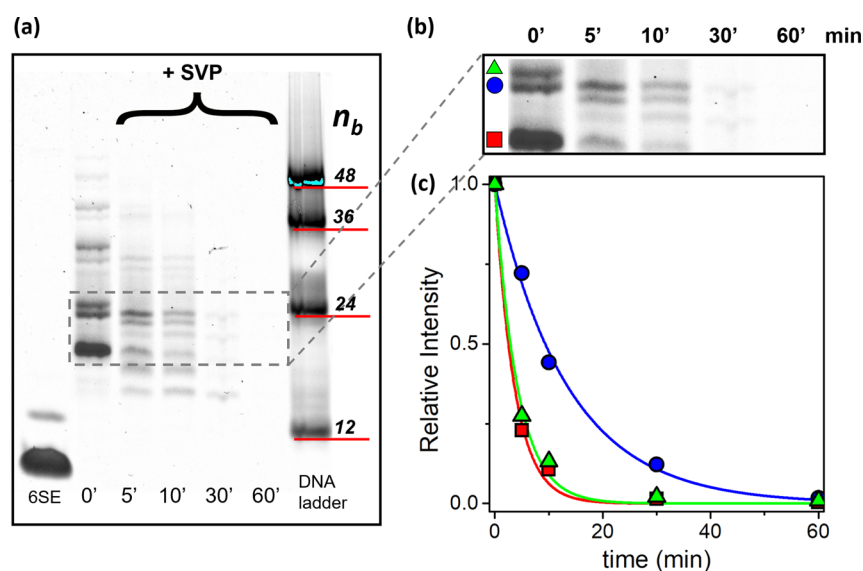 (a)
+ SVP
n_b
48
36
24
12
6SE 0’ 5’ 10’ 30’ 60’ DNA
ladder
(b) 0’ 5’ 10’ 30’ 60’ min
(c)
1.0
0.5
0.0
Relative Intensity
0 20 40 60
time (min)